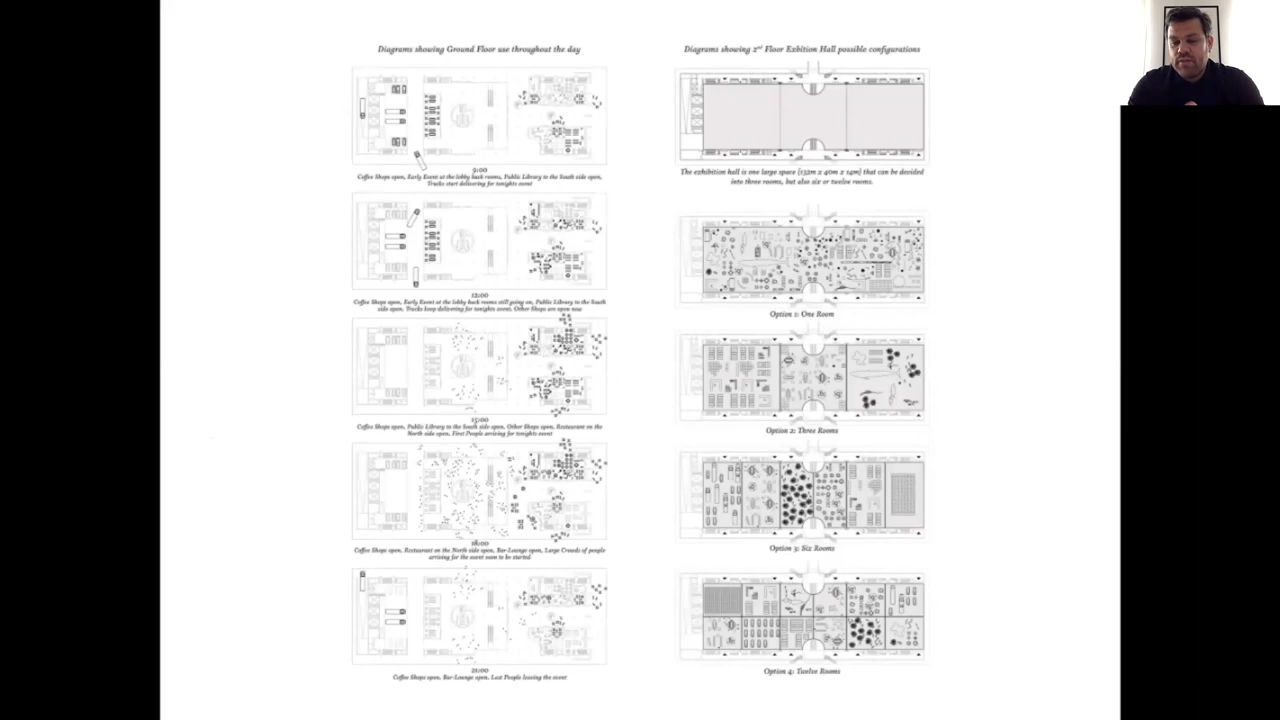 Diagrams showing Ground Floor use throughout the day
9:00
Coffee Shops open, Early Event at the lobby back rooms, Public Library to the South side open,
Trucks start delivering for tonights event
12:00
Coffee Shops open, Early Event at the lobby back rooms still going on, Public Library to the South
side open, Trucks keep delivering for tonights event, Other Shops are open now
15:00
Coffee Shops open, Public Library to the South side open, Other Shops open, Restaurant on the
North side open, First People arriving for tonights event
18:00
Coffee Shops open, Restaurant on the North side open, Bar-Lounge open, Large Crowds of people
arriving for the event soon to be started
21:00
Coffee Shops open, Bar-Lounge open, Last People leaving the event
Diagrams showing 2nd Floor Exbition Hall possible configurations
The exhibition hall is one large space [132m x 40m x 14m] that can be devided
into three rooms, but also six or twelve rooms.
Option 1: One Room
Option 2: Three Rooms
Option 3: Six Rooms
Option 4: Twelve Rooms